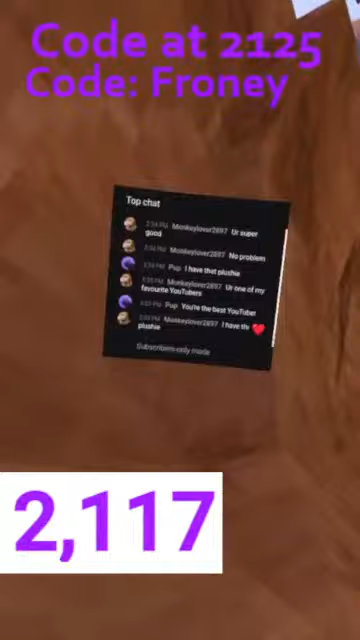 Code at 2125
Code: Froney
Top chat
Monkeylover2897 Ur super
good
Monkeylover2897 No problem
Pup I have that plushie
Monkeylover2897 Ur one of my
favourite YouTubers
Pup You're the best YouTuber
Monkeylover2897 I have thi ❤️
plushie
Subscribers-only mode
2,117